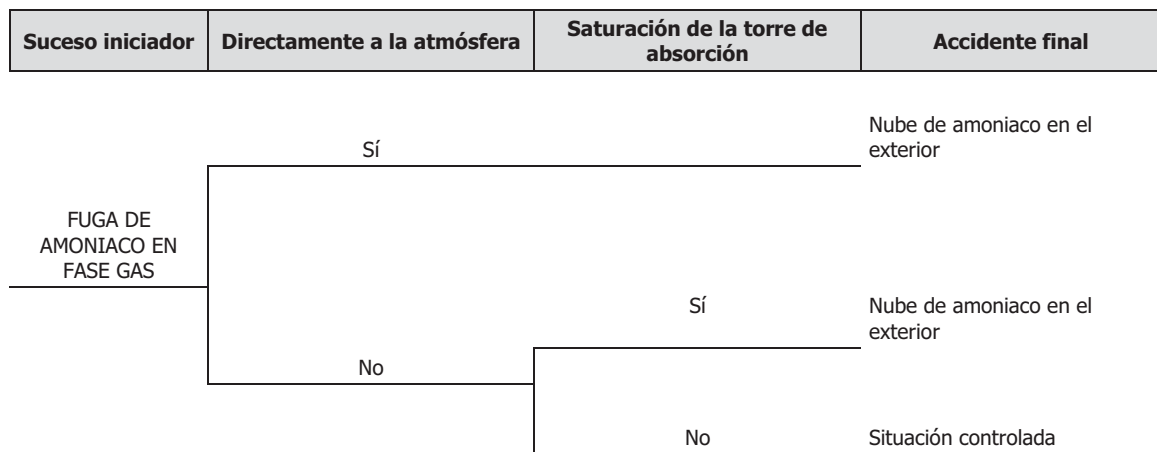 Suceso iniciador
Directamente a la atmósfera
Saturación de la torre de
absorción
Accidente final
Nube de amoniaco en el
exterior
Sí
FUGA DE
AMONIACO EN
FASE GAS
Sí
Nube de amoniaco en el
exterior
No
No
Situación controlada